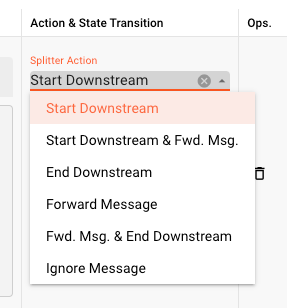 Action & State Transition
Ops.
Splitter Action
Start Downstream
Start Downstream
Start Downstream & Fwd. Msg.
End Downstream
Forward Message
Fwd. Msg. & End Downstream
Ignore Message